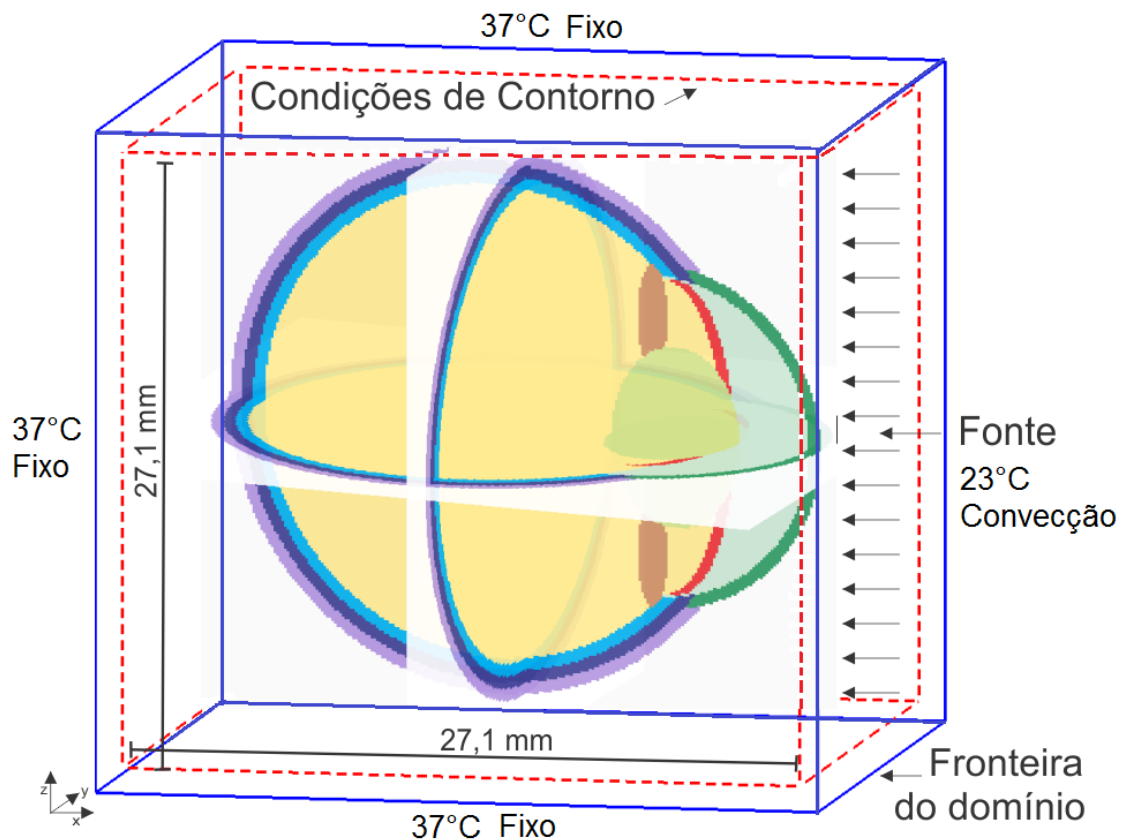 37°C Fixo
Condições de Contorno
37°C
Fixo
27,1 mm
Fonte
23°C
Convecção
27,1 mm
Fronteira
do domínio
z
y
x
37°C Fixo